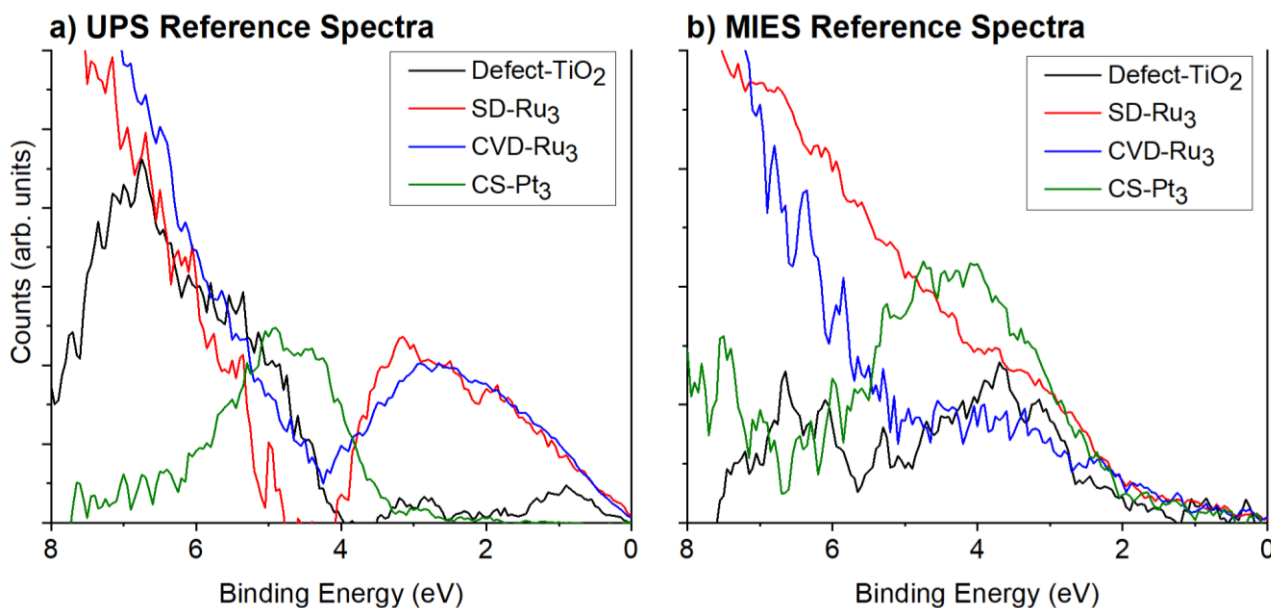 a) UPS Reference Spectra
Defect-TiO2
SD-Ru3
CVD-Ru3
CS-Pt3
Counts (arb. units)
8 6 4 2 0
Binding Energy (eV)
b) MIES Reference Spectra
Defect-TiO2
SD-Ru3
CVD-Ru3
CS-Pt3
8 6 4 2 0
Binding Energy (eV)